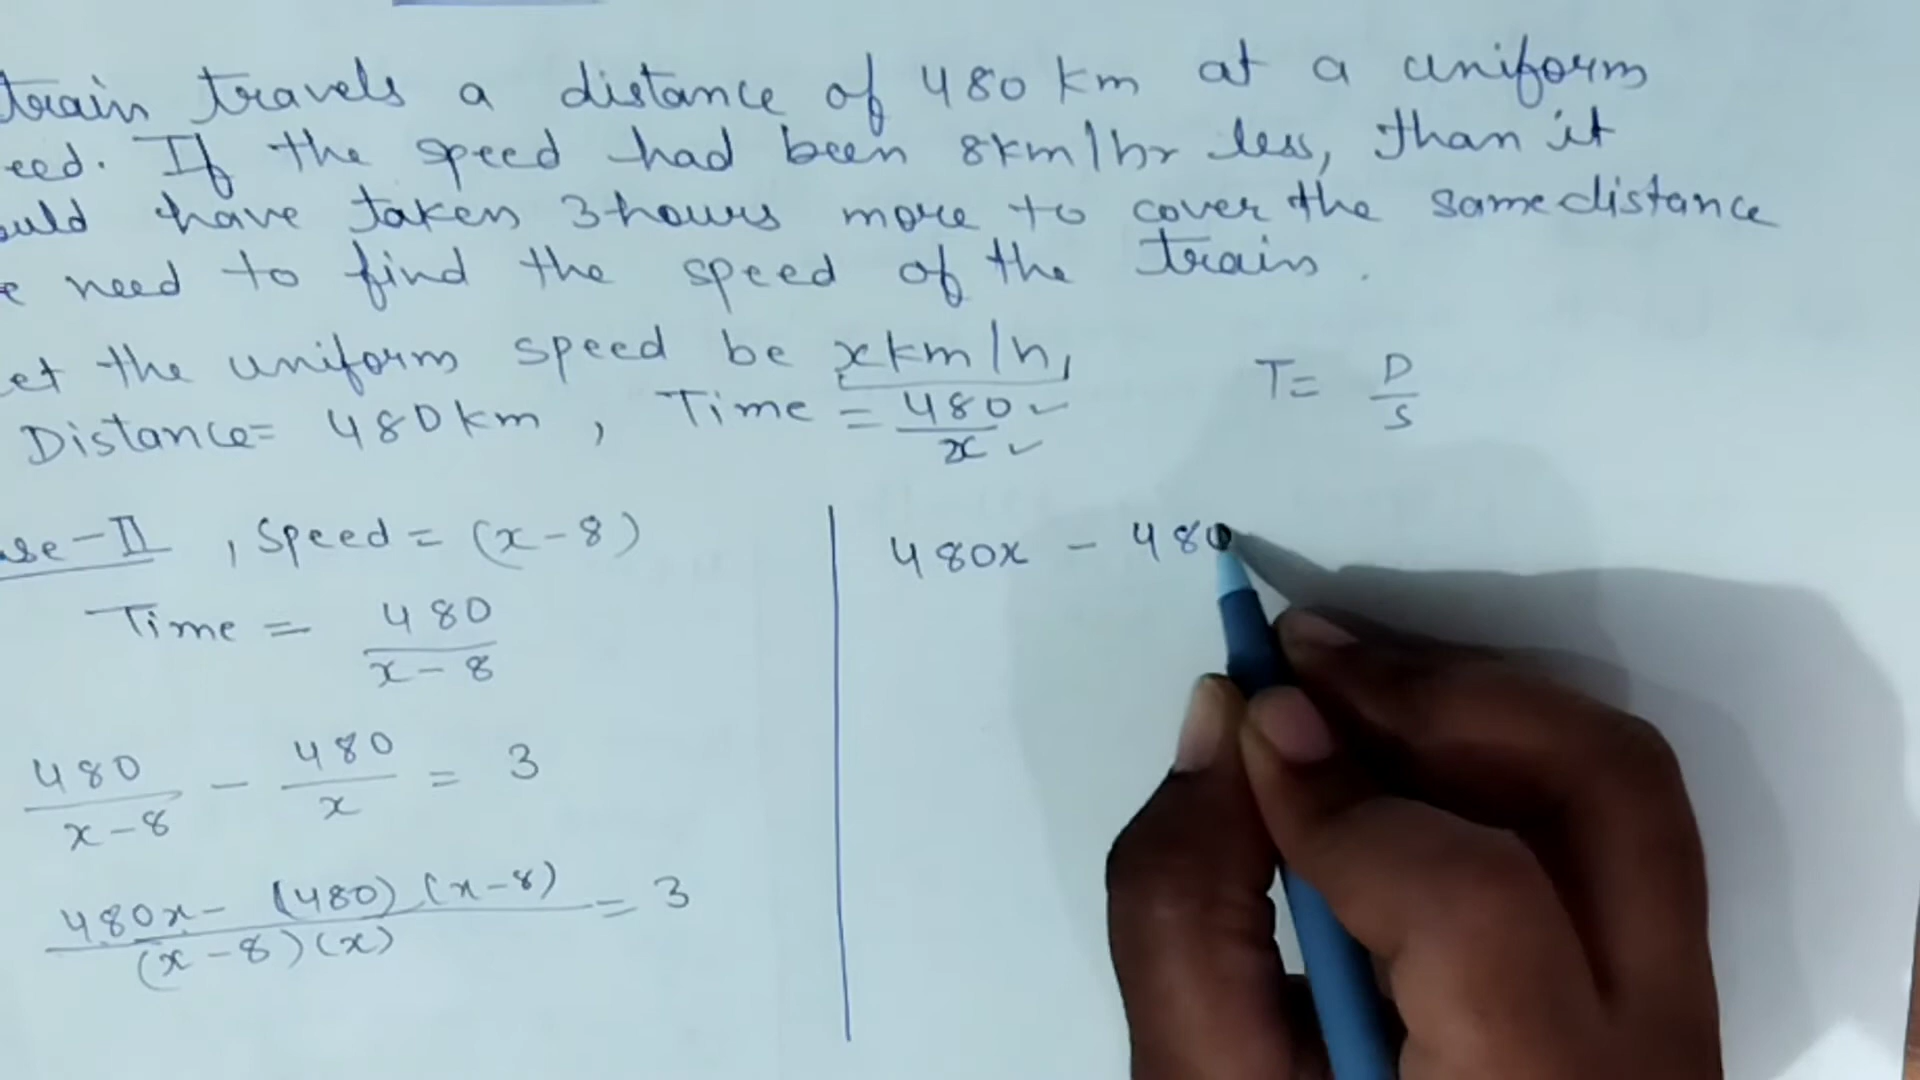 train travels a distance of 480 km at a uniform
eed. If the speed had been 8km/hr less, than it
ould have taken 3 hours more to cover the same distance
e need to find the speed of the train.
et the uniform speed be x km/h,
T = D/S
Distance = 480 km, Time = 480/x
ase-II, Speed = (x-8)
Time = 480/x-8
480/x-8 - 480/x = 3
480x - (480) (x-8)/(x-8)(x) = 3
480x - 480